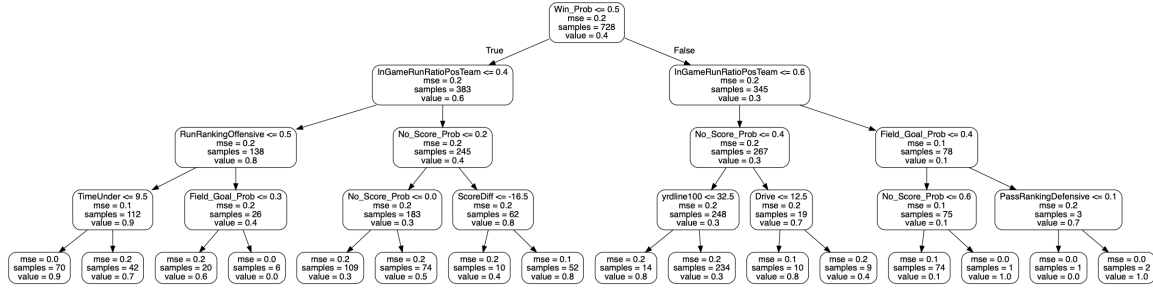 Win_Prob <= 0.5
mse = 0.2
samples = 728
value = 0.4
True
False
InGameRunRatioPosTeam <= 0.4
mse = 0.2
samples = 383
value = 0.6
InGameRunRatioPosTeam <= 0.6
mse = 0.2
samples = 345
value = 0.3
RunRankingOffensive <= 0.5
mse = 0.2
samples = 138
value = 0.8
No_Score_Prob <= 0.2
mse = 0.2
samples = 245
value = 0.4
No_Score_Prob <= 0.4
mse = 0.2
samples = 267
value = 0.3
Field_Goal_Prob <= 0.4
mse = 0.1
samples = 78
value = 0.1
TimeUnder <= 9.5
mse = 0.1
samples = 112
value = 0.9
Field_Goal_Prob <= 0.3
mse = 0.2
samples = 26
value = 0.4
No_Score_Prob <= 0.0
mse = 0.2
samples = 183
value = 0.3
ScoreDiff <= -16.5
mse = 0.2
samples = 62
value = 0.8
yrdline100 <= 32.5
mse = 0.2
samples = 248
value = 0.3
Drive <= 12.5
mse = 0.2
samples = 19
value = 0.7
No_Score_Prob <= 0.6
mse = 0.1
samples = 75
value = 0.1
PassRankingDefensive <= 0.1
mse = 0.2
samples = 3
value = 0.7
mse = 0.0
samples = 70
value = 0.9
mse = 0.2
samples = 42
value = 0.7
mse = 0.2
samples = 20
value = 0.6
mse = 0.0
samples = 6
value = 0.0
mse = 0.2
samples = 109
value = 0.3
mse = 0.2
samples = 74
value = 0.5
mse = 0.2
samples = 10
value = 0.4
mse = 0.1
samples = 52
value = 0.8
mse = 0.2
samples = 14
value = 0.8
mse = 0.2
samples = 234
value = 0.3
mse = 0.1
samples = 10
value = 0.8
mse = 0.2
samples = 9
value = 0.4
mse = 0.1
samples = 74
value = 0.1
mse = 0.0
samples = 1
value = 1.0
mse = 0.0
samples = 1
value = 0.0
mse = 0.0
samples = 2
value = 1.0